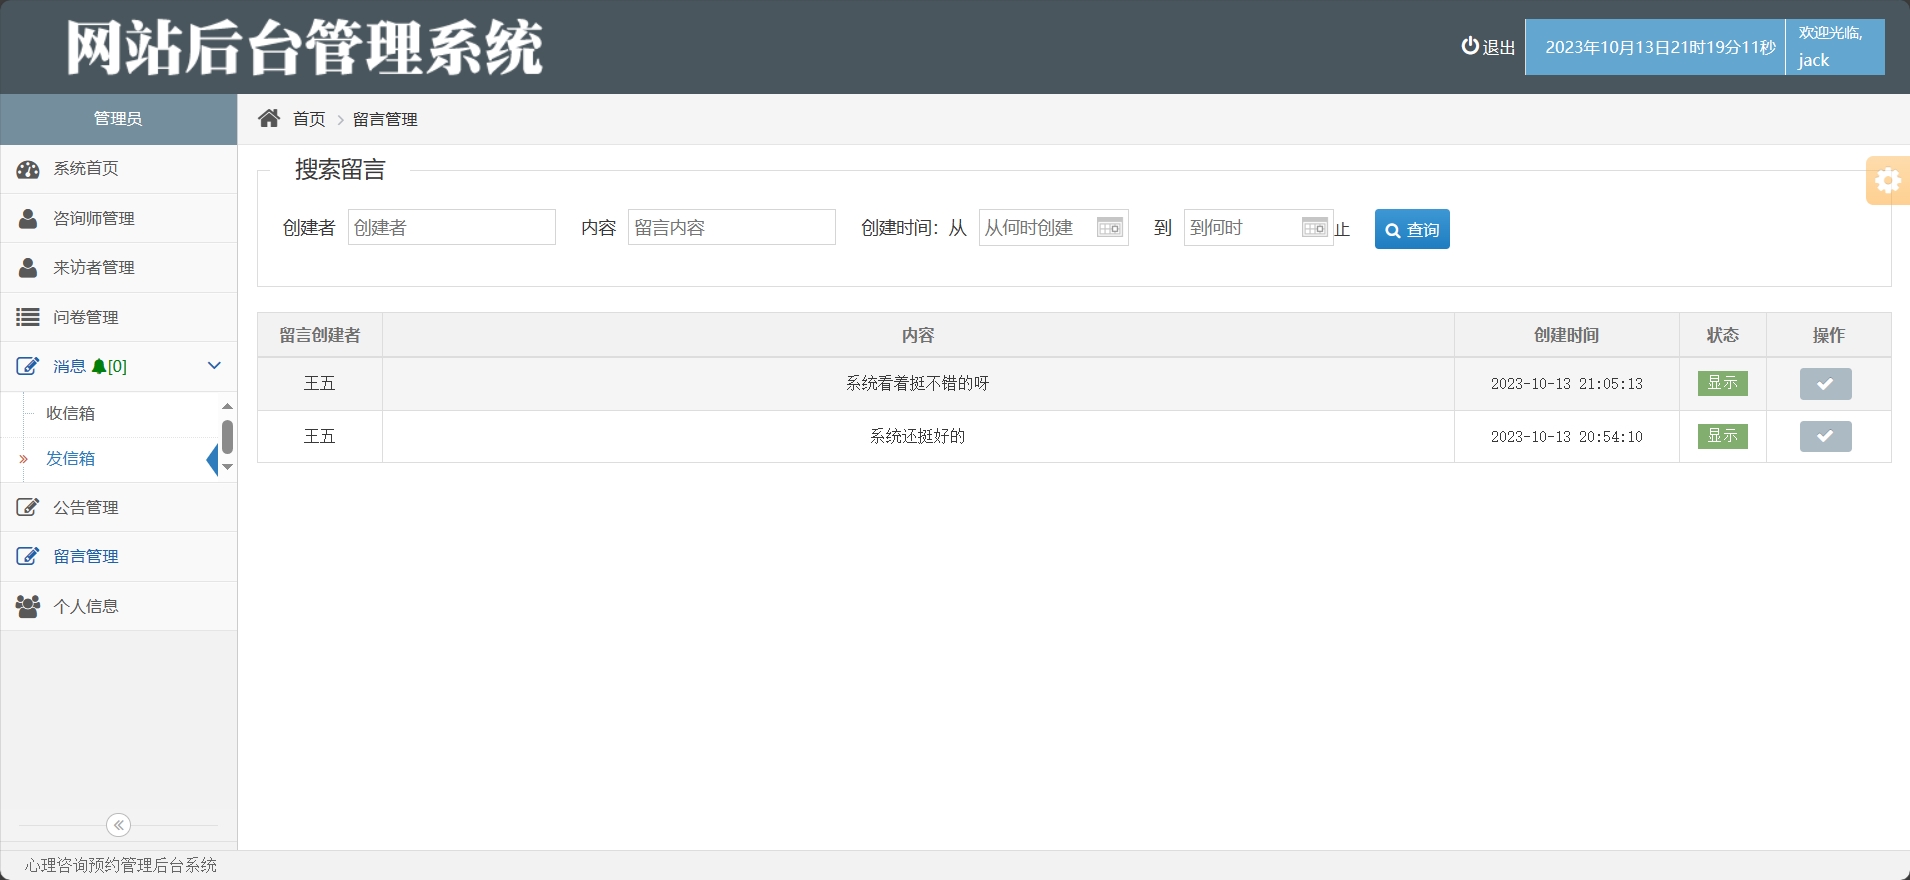 网站后台管理系统
退出
2023年10月13日21时19分11秒
欢迎光临,
jack
管理员
首页 留言管理
系统首页
咨询师管理
来访者管理
问卷管理
消息 [0]
收信箱
发信箱
公告管理
留言管理
个人信息
搜索留言
创建者 创建者 内容 留言内容 创建时间：从 从何时创建 到 到何时 止 查询
留言创建者 内容 创建时间 状态 操作
王五 系统看着挺不错的呀 2023-10-13 21:05:13 显示
王五 系统还挺好的 2023-10-13 20:54:10 显示
心理咨询预约管理后台系统